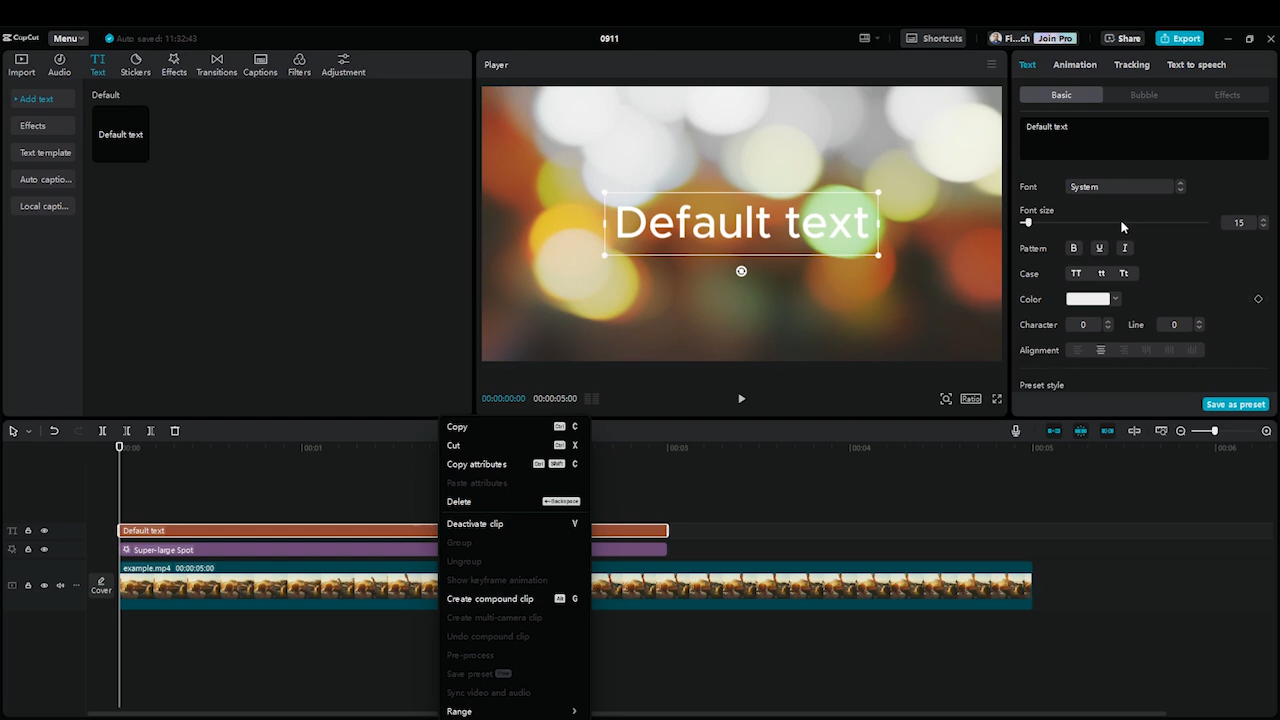 CapCut Menu Auto saved: 11:32:43 0911 Shortcuts Fi...ch Join Pro Share Export
Import Audio Text Stickers Effects Transitions Captions Filters Adjustment
Add text
Effects
Text template
Auto captio...
Local capti...
Default
Default text
Player
Default text
00:00:00:00 00:00:05:00 Ratio
Text Animation Tracking Text to speech
Basic Bubble Effects
Default text
Font System
Font size
15
Pattern B U I
Case TT tt Tt
Color
Character 0 Line 0
Alignment
Preset style
Save as preset
00:00 00:01 00:03 00:04 00:05 00:06
TI Default text
Super-large Spot
example.mp4 00:00:05:00
Cover
Copy Ctrl C
Cut Ctrl X
Copy attributes Ctrl Shift C
Paste attributes
Delete Backspace
Deactivate clip V
Group
Ungroup
Show keyframe animation
Create compound clip Alt G
Create multi-camera clip
Undo compound clip
Pre-process
Save preset Free
Sync video and audio
Range